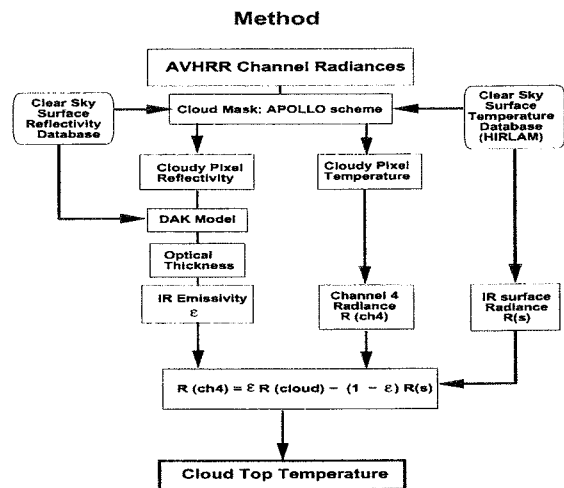 Method
AVHRR Channel Radiances
Clear Sky
Surface
Reflectivity
Database
Cloud Mask: APOLLO scheme
Clear Sky
Surface
Temperature
Database
(HIRLAM)
Cloudy Pixel
Reflectivity
Cloudy Pixel
Temperature
DAK Model
Optical
Thickness
IR Emissivity
ε
Channel 4
Radiance
R (ch4)
IR surface
Radiance
R(s)
R (ch4) = ε R (cloud) − (1 − ε) R(s)
Cloud Top Temperature